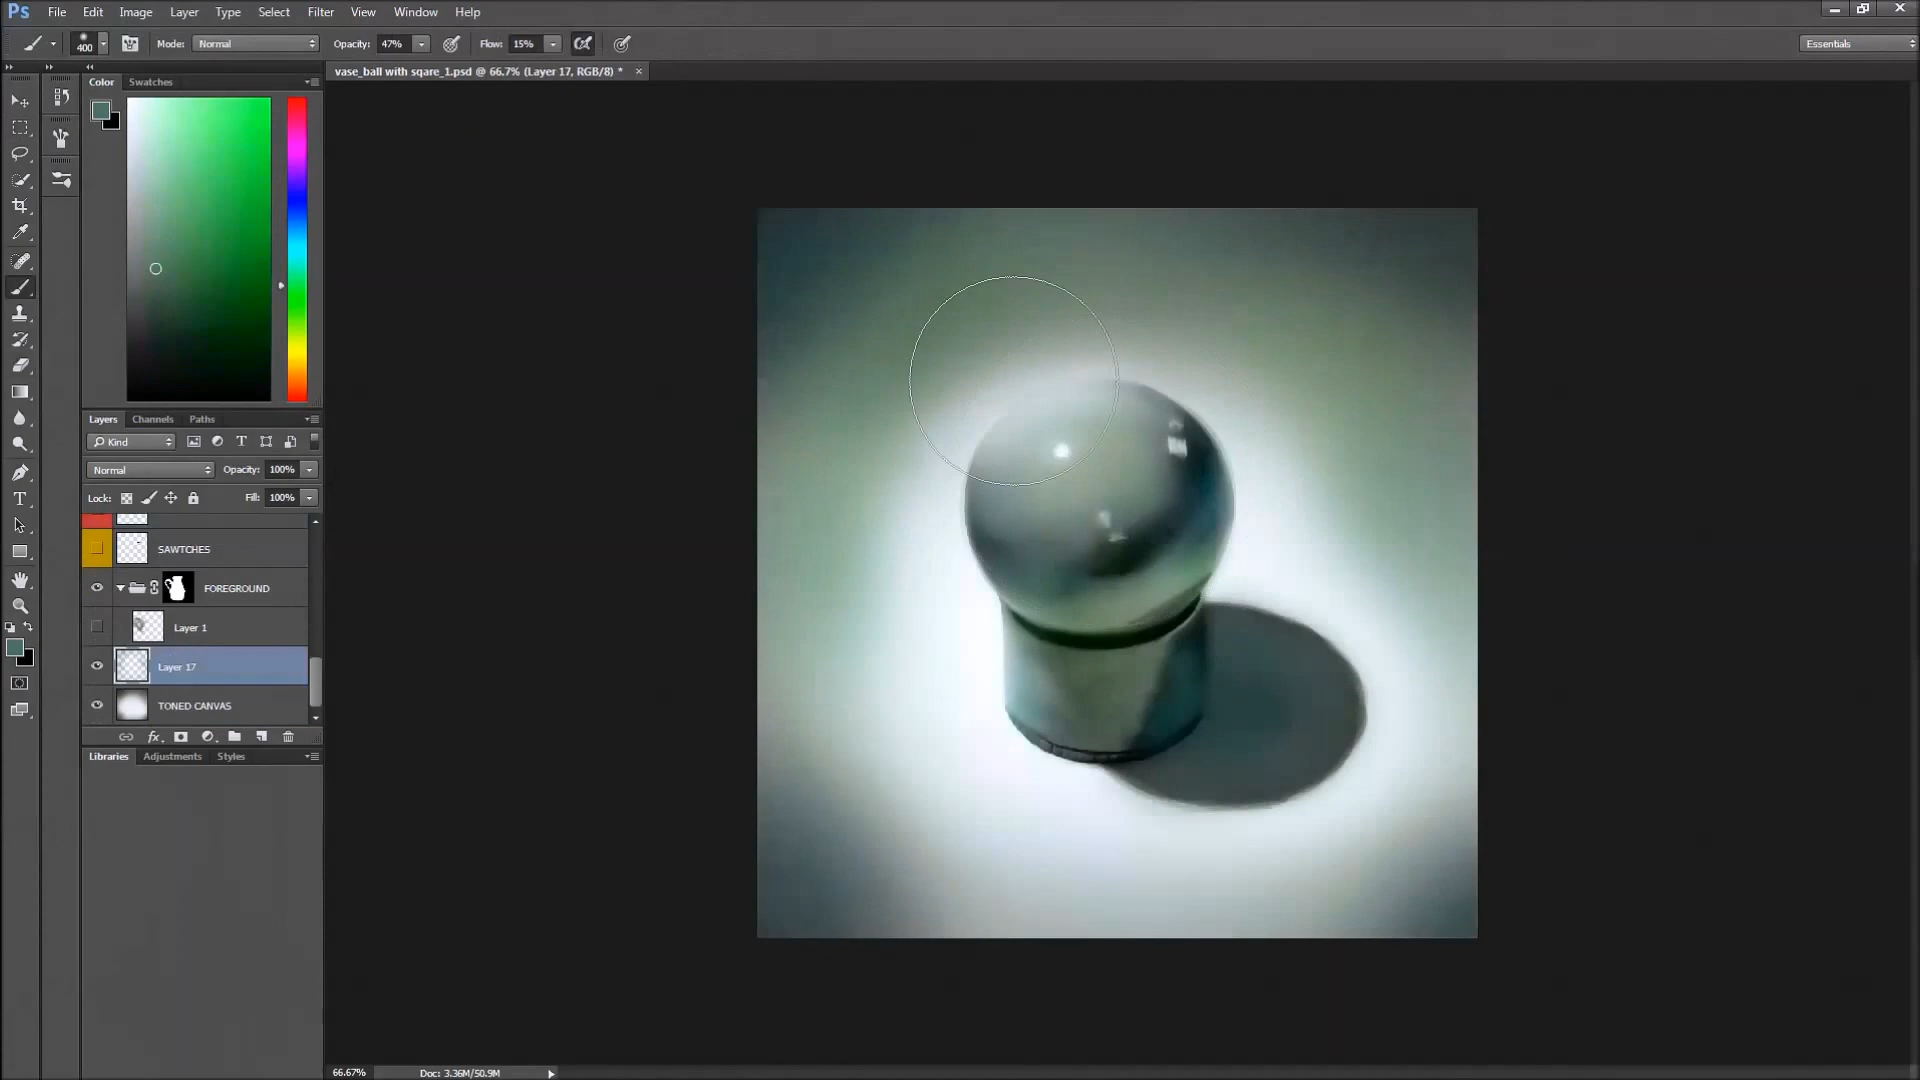 Ps File Edit Image Layer Type Select Filter View Window Help
400 Mode: Normal Opacity: 47% Flow: 15% Essentials
vase_ball with sqare_1.psd @ 66.7% (Layer 17, RGB/8) * ×
Color Swatches
Layers Channels Paths
Kind T
Normal Opacity: 100%
Lock: Fill: 100%
SAWTCHES
FOREGROUND
Layer 1
Layer 17
TONED CANVAS
fx
Libraries Adjustments Styles
66.67% Doc: 3.36M/50.9M